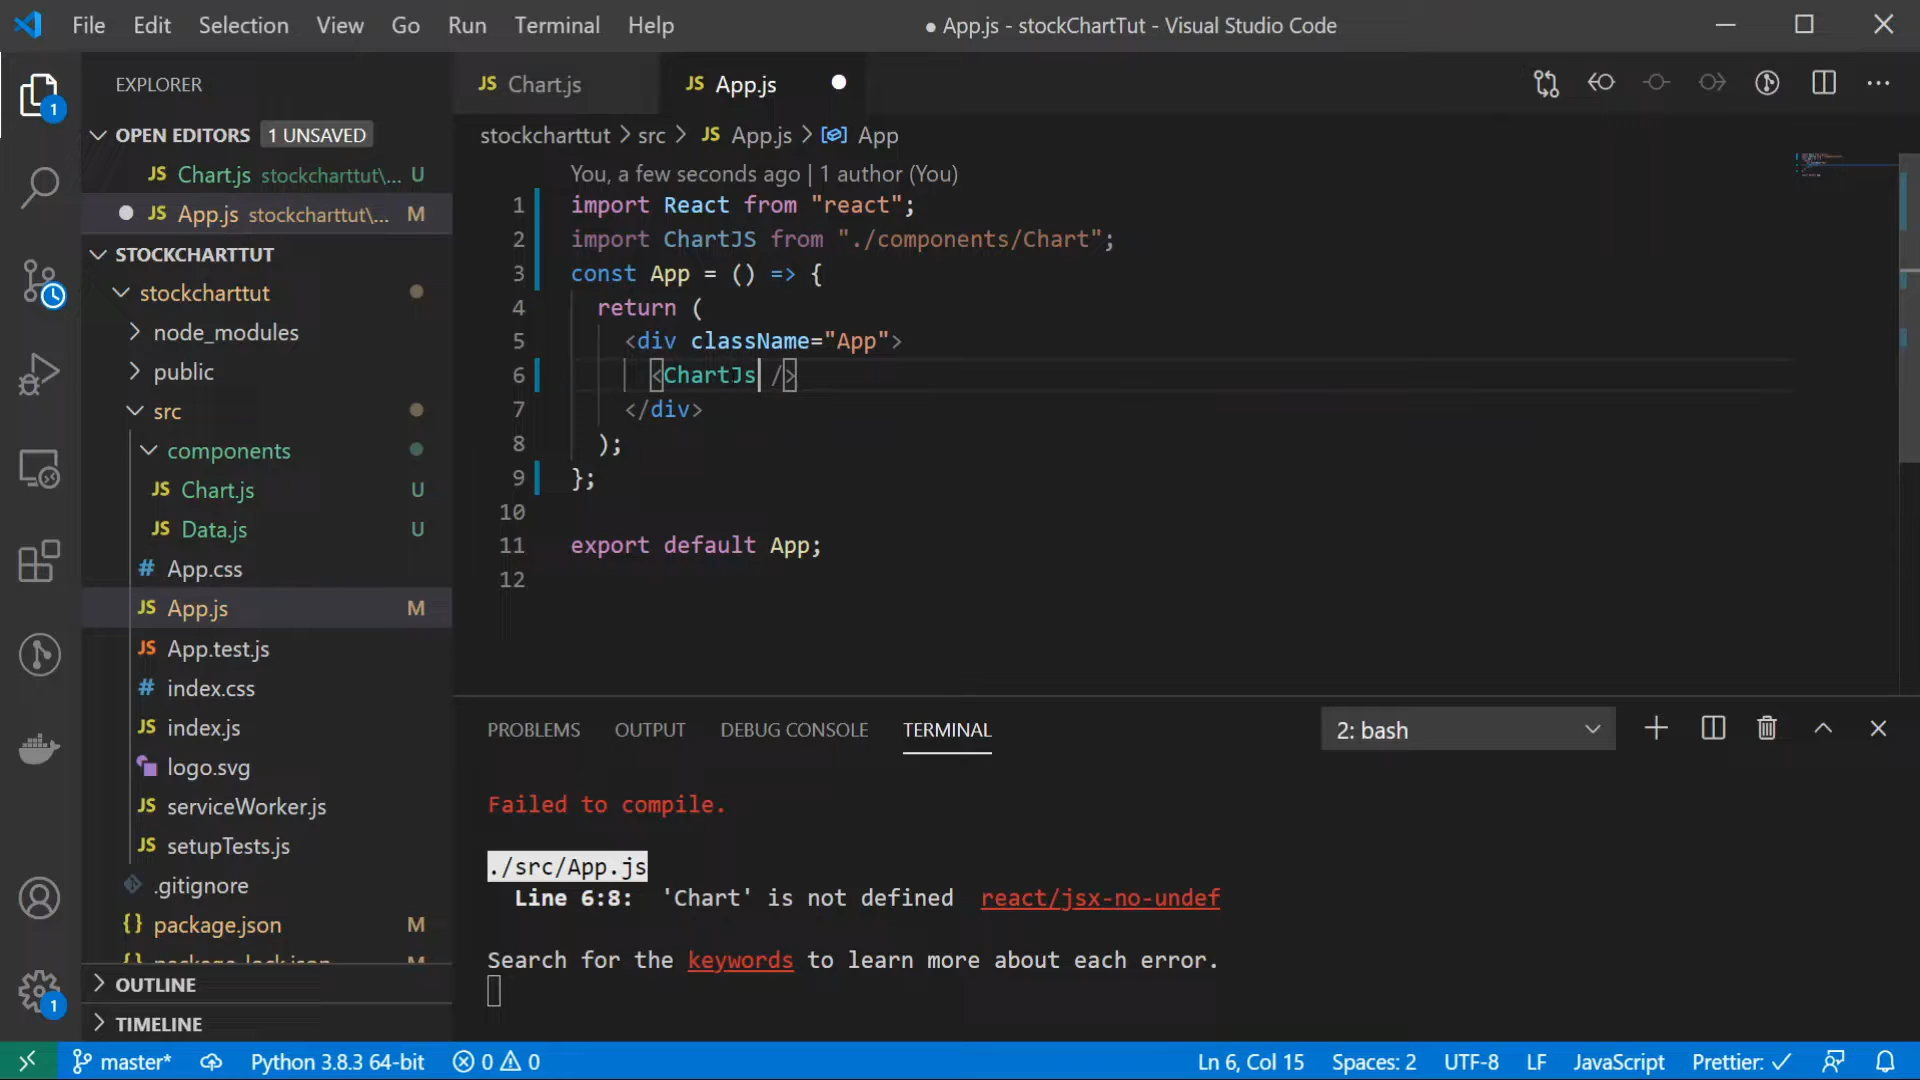 File Edit Selection View Go Run Terminal Help
● App.js - stockChartTut - Visual Studio Code
EXPLORER
OPEN EDITORS 1 UNSAVED
JS Chart.js stockcharttut\... U
JS App.js stockcharttut\... M
STOCKCHARTTUT
stockcharttut
node_modules
public
src
components
JS Chart.js U
JS Data.js U
# App.css
JS App.js M
JS App.test.js
# index.css
JS index.js
logo.svg
JS serviceWorker.js
JS setupTests.js
.gitignore
{} package.json M
{} package-lock.json M
OUTLINE
TIMELINE
1
1
JS Chart.js
JS App.js
stockcharttut > src > JS App.js > App
You, a few seconds ago | 1 author (You)
1 import React from "react";
2 import ChartJS from "./components/Chart";
3 const App = () => {
4 return (
5 <div className="App">
6 <ChartJs />
7 </div>
8 );
9 };
10
11 export default App;
12
PROBLEMS OUTPUT DEBUG CONSOLE TERMINAL
2: bash
Failed to compile.
./src/App.js
Line 6:8: 'Chart' is not defined react/jsx-no-undef
Search for the keywords to learn more about each error.
master* Python 3.8.3 64-bit 0 0
Ln 6, Col 15 Spaces: 2 UTF-8 LF JavaScript Prettier: ✓